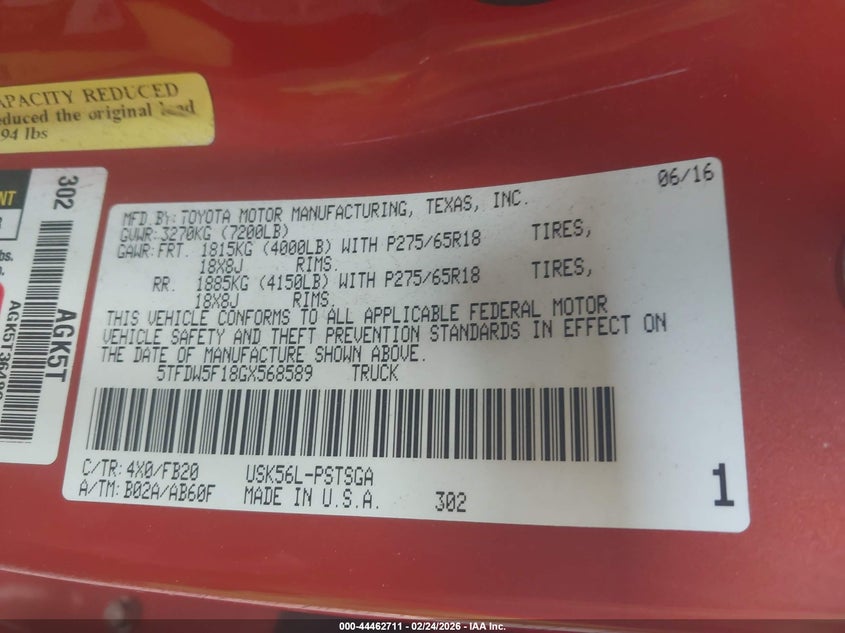 APACITY REDUCED
educed the original load
94 lbs
302
AGK5T
06/16
MFD.BY: TOYOTA MOTOR MANUFACTURING, TEXAS, INC.
GVWR: 3270KG (7200LB)
GAWR: FRT. 1815KG (4000LB) WITH P275/65R18 TIRES,
18X8J RIMS.
RR. 1885KG (4150LB) WITH P275/65R18 TIRES,
18X8J RIMS.
THIS VEHICLE CONFORMS TO ALL APPLICABLE FEDERAL MOTOR
VEHICLE SAFETY AND THEFT PREVENTION STANDARDS IN EFFECT ON
THE DATE OF MANUFACTURE SHOWN ABOVE.
5TFDW5F18GX568589 TRUCK
C/TR: 4X0/FB20 USK56L-PSTSGA
A/TM: B02A/AB60F MADE IN U.S.A. 302
1
000-44462711 - 02/24/2026 - IAA Inc.